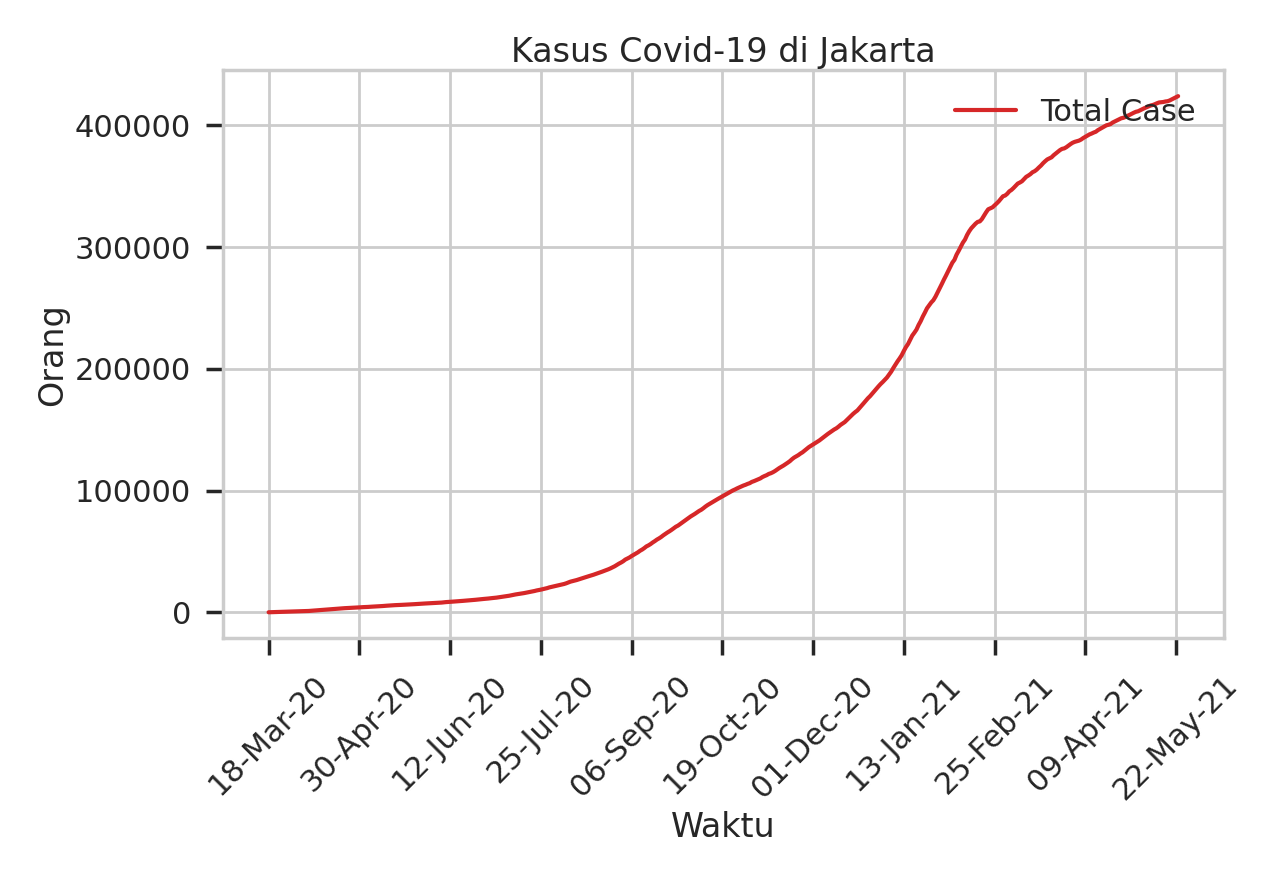 Kasus Covid-19 di Jakarta
Total Case
400000
300000
200000
100000
0
Orang
18-Mar-20
30-Apr-20
12-Jun-20
25-Jul-20
06-Sep-20
19-Oct-20
01-Dec-20
13-Jan-21
25-Feb-21
09-Apr-21
22-May-21
Waktu